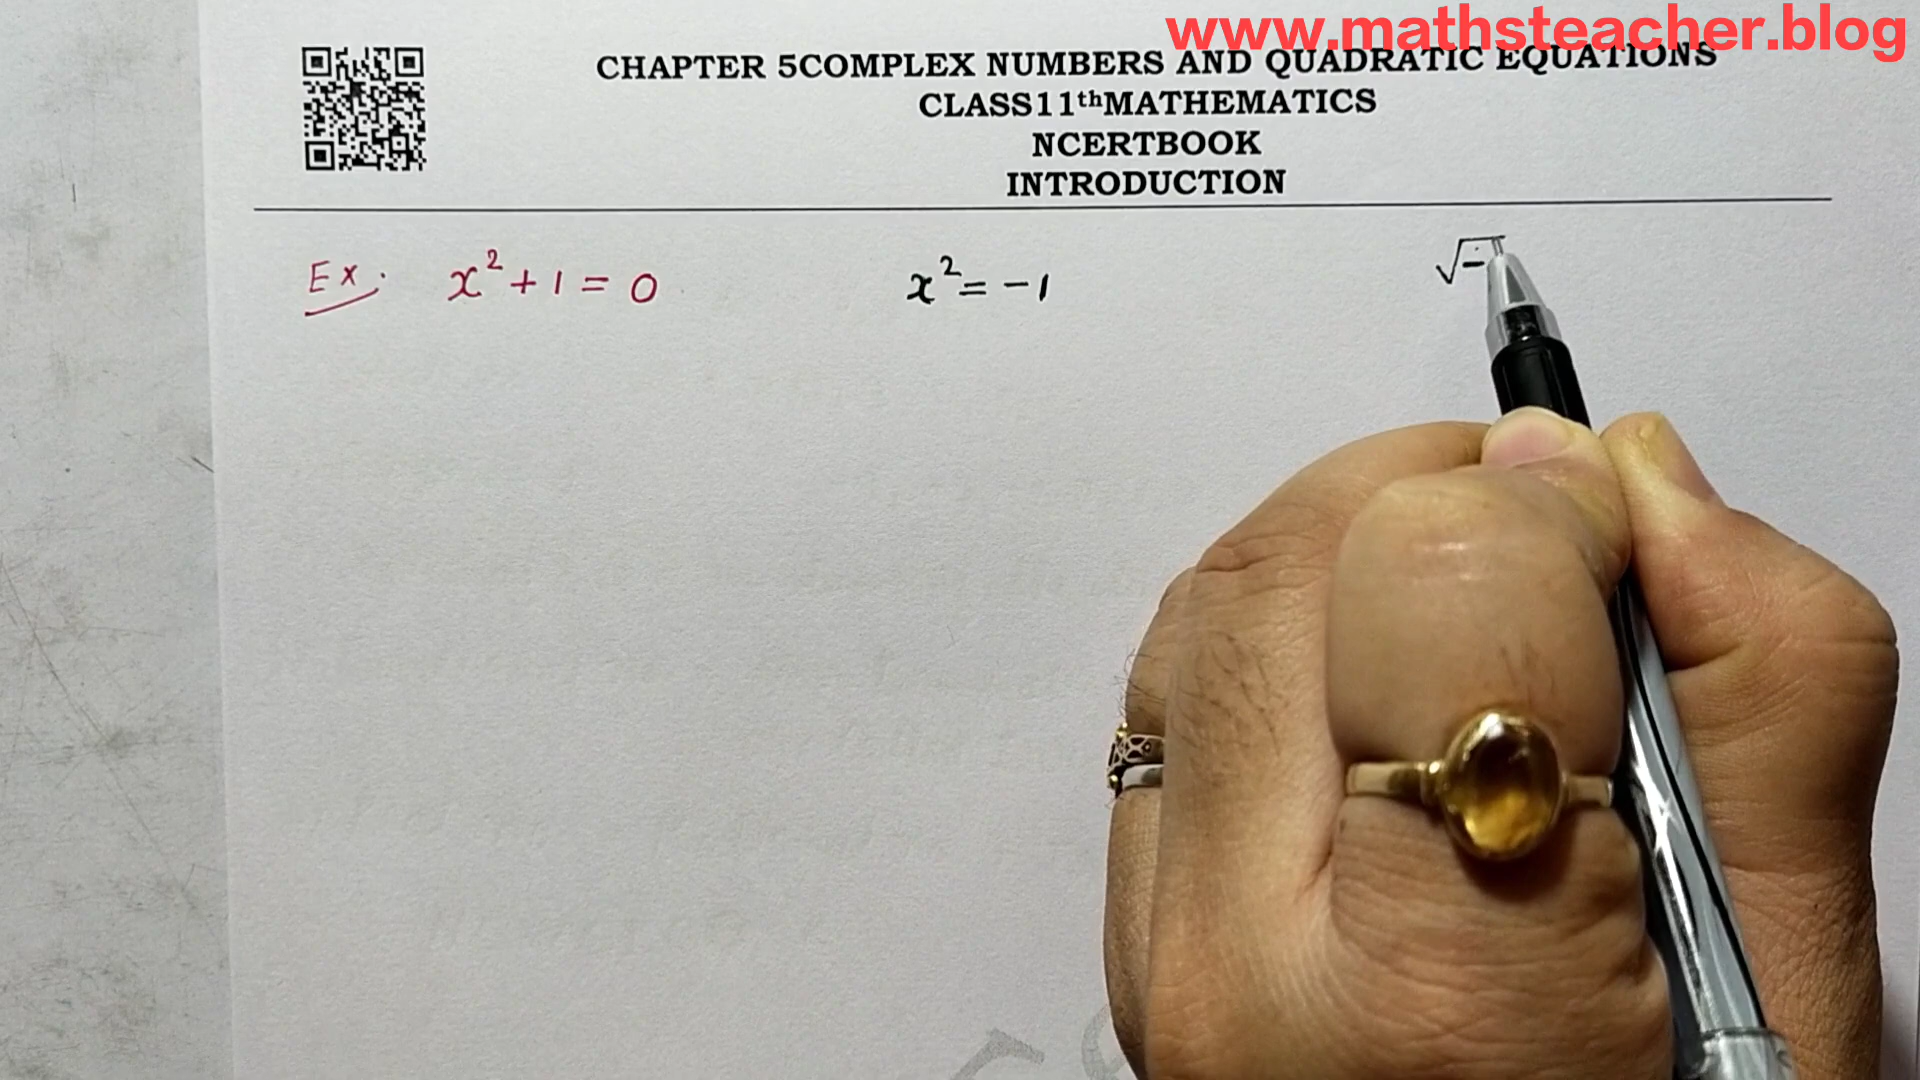 www.mathsteacher.blog
CHAPTER 5COMPLEX NUMBERS AND QUADRATIC EQUATIONS
CLASS11thMATHEMATICS
NCERTBOOK
INTRODUCTION
Ex. x²+1=0 x²=-1 √-